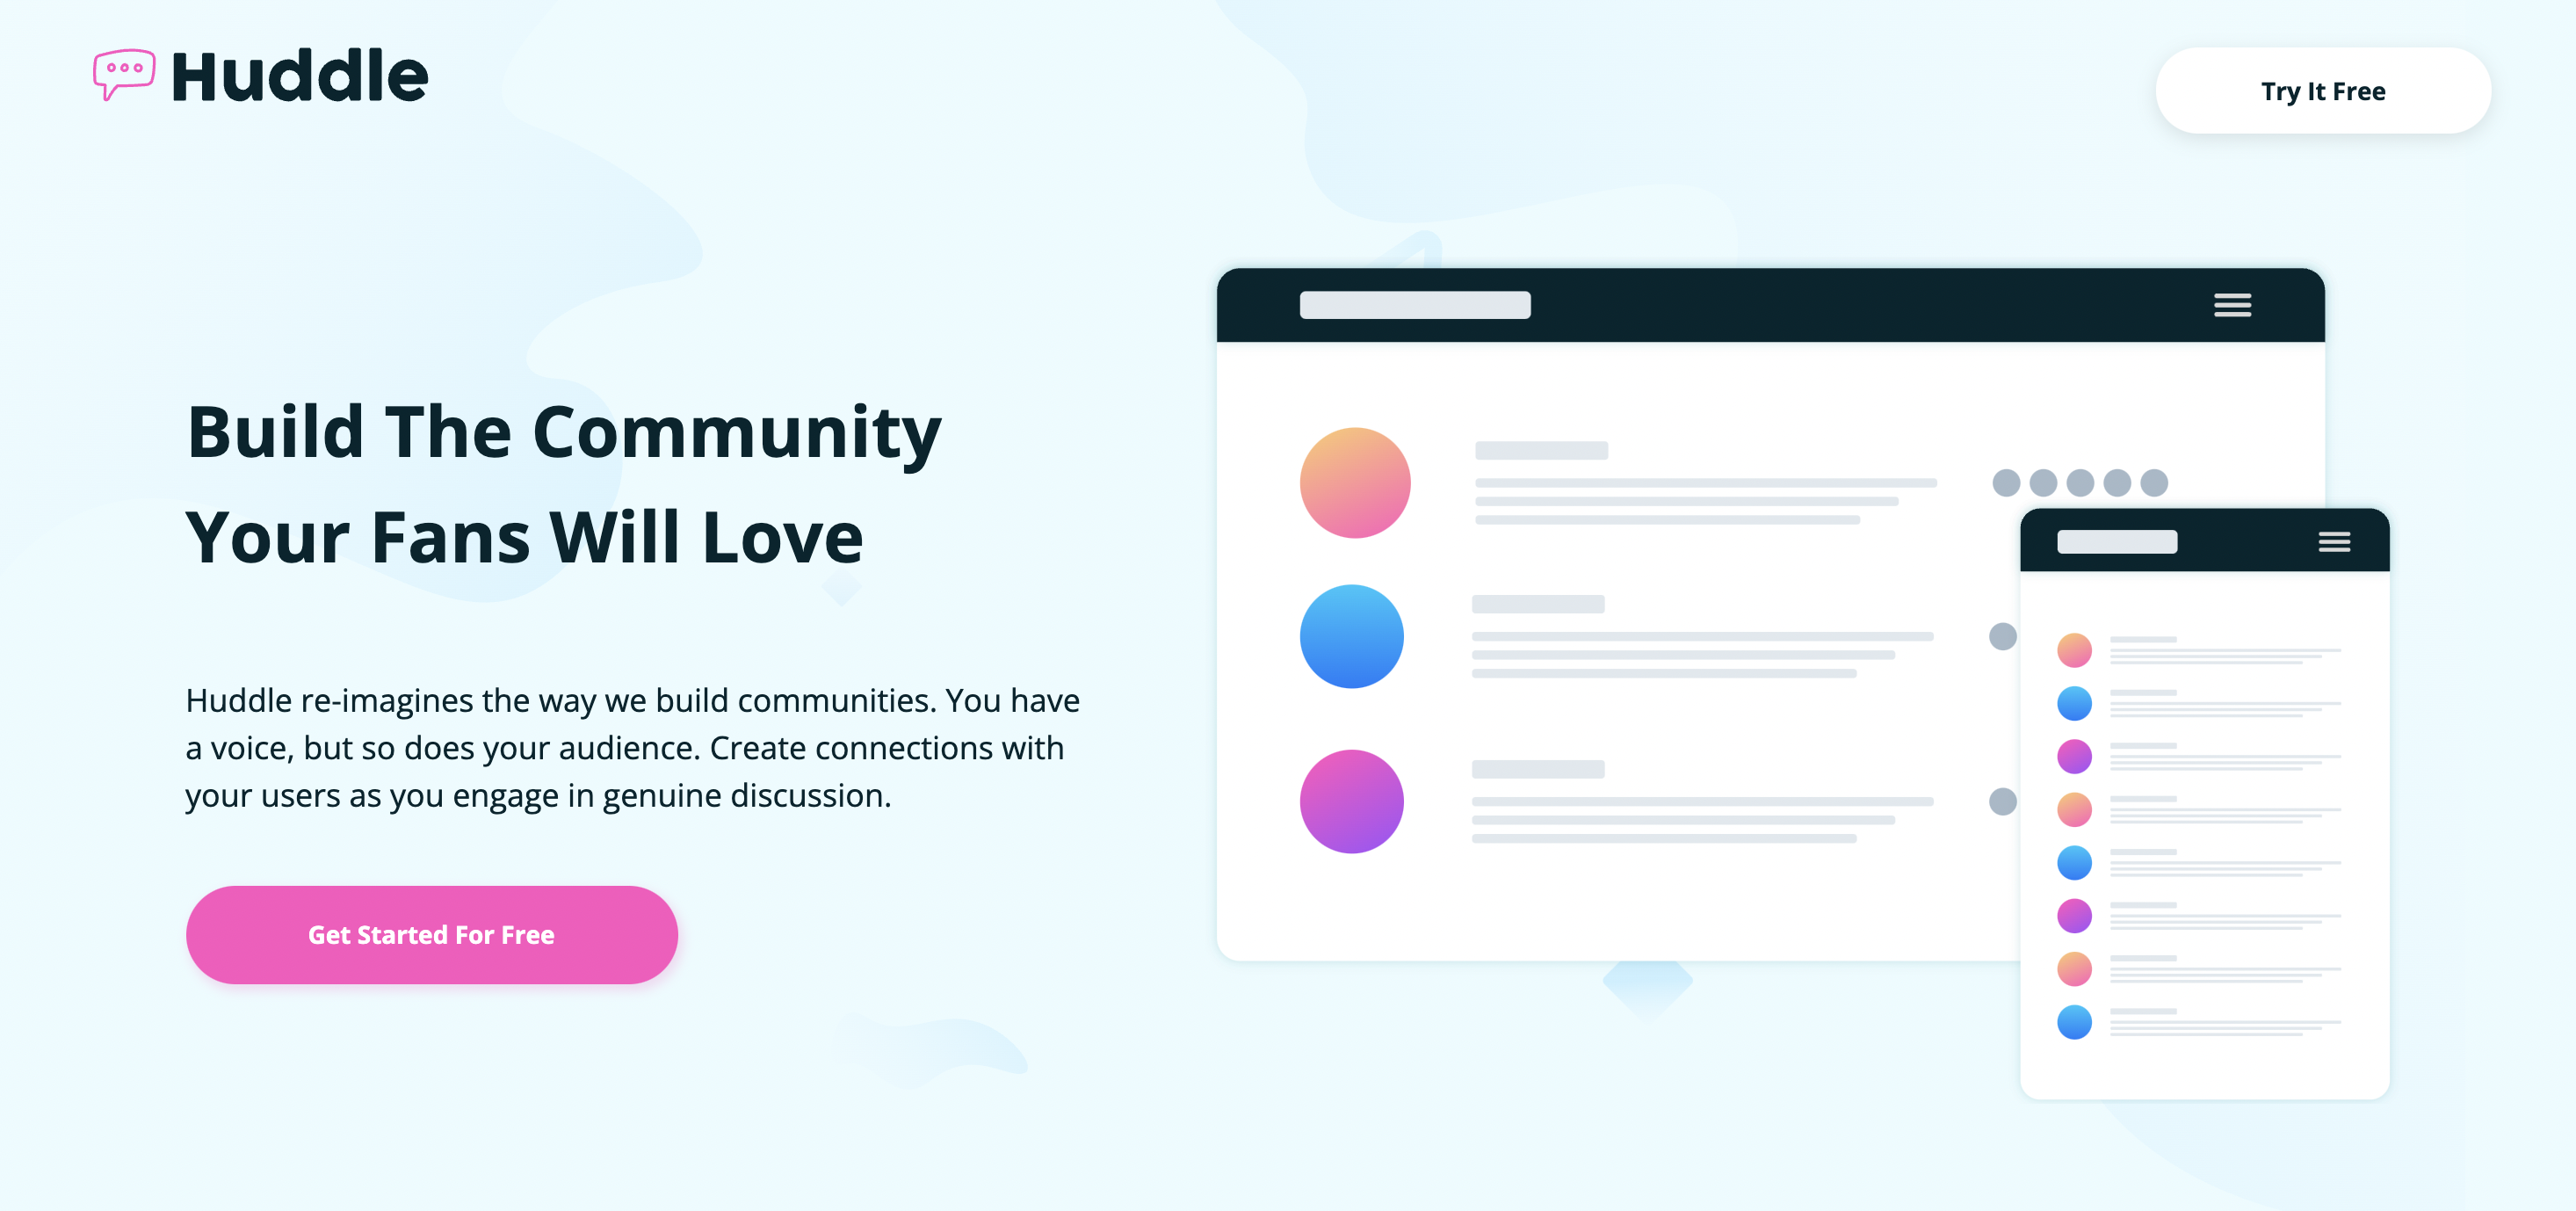 Huddle
Try It Free
Build The Community
Your Fans Will Love
Huddle re-imagines the way we build communities. You have
a voice, but so does your audience. Create connections with
your users as you engage in genuine discussion.
Get Started For Free